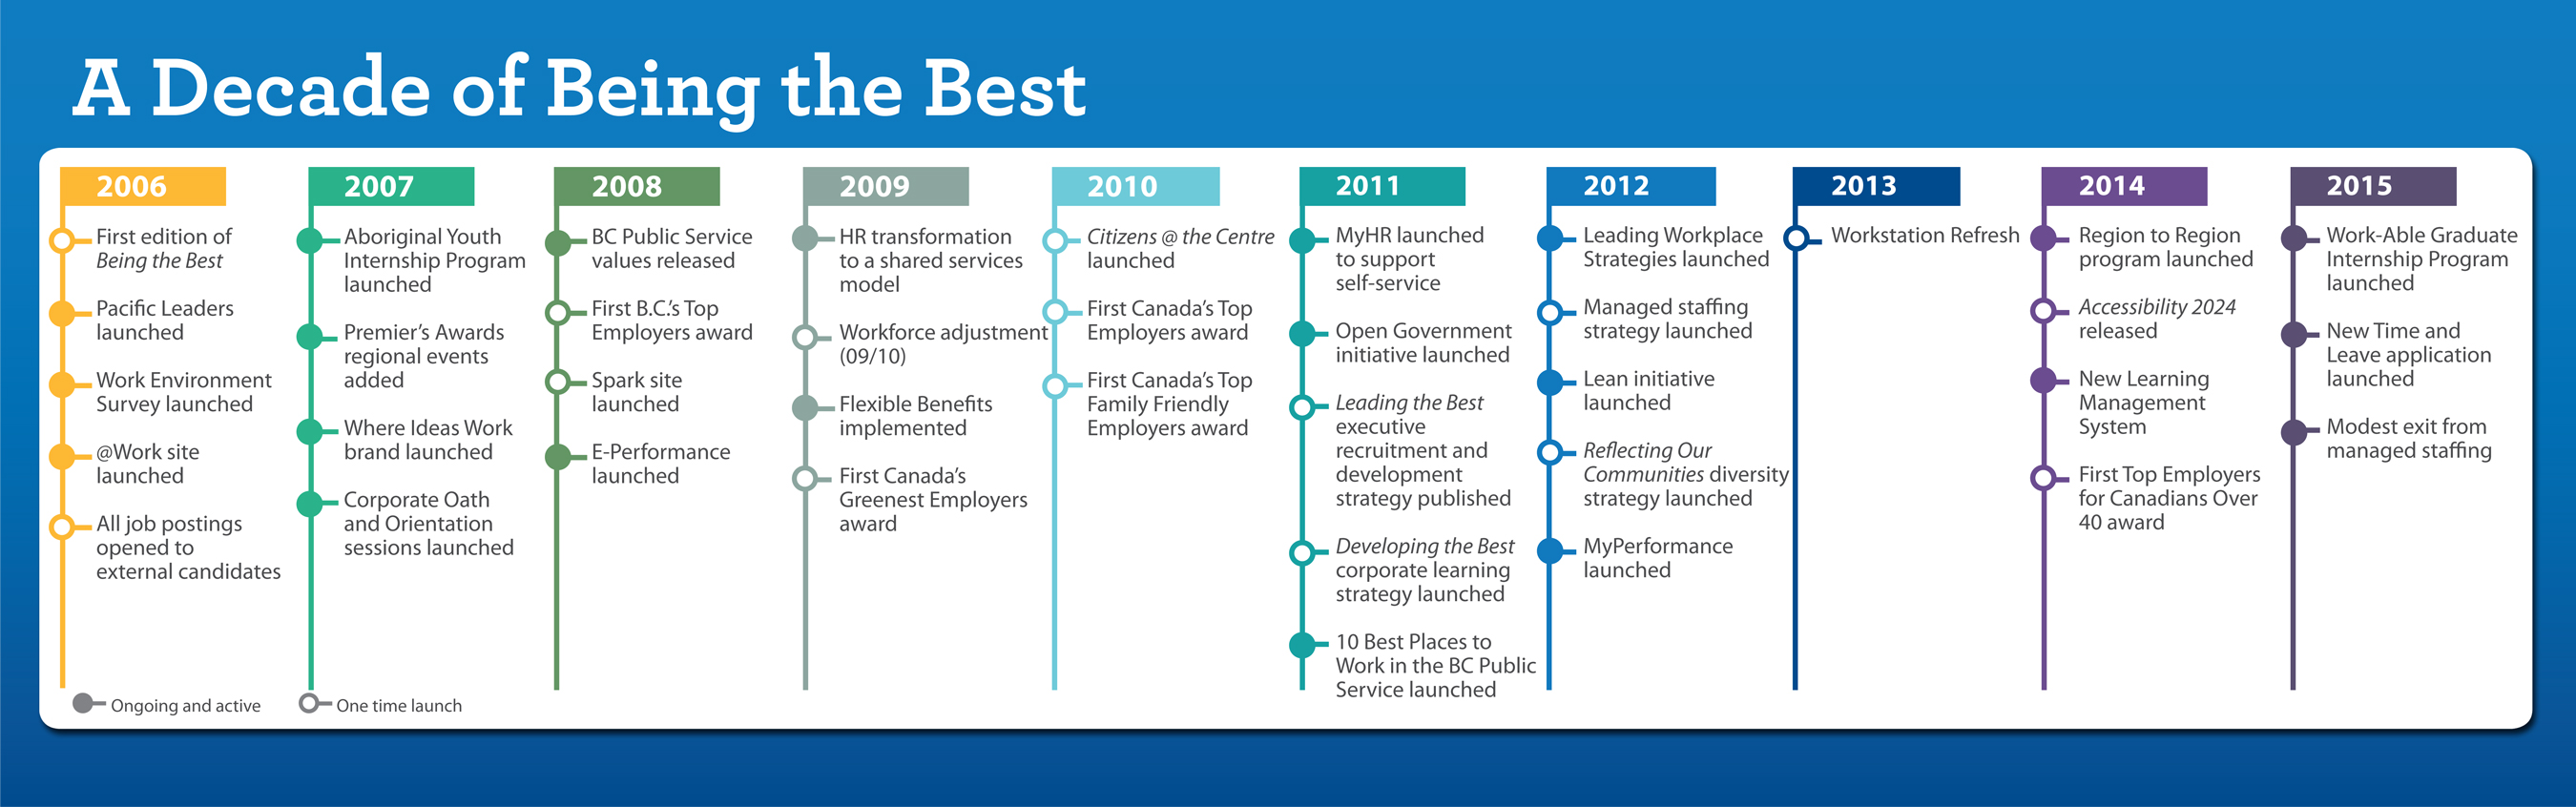 A Decade of Being the Best
2006
First edition of
Being the Best
Pacific Leaders
launched
Work Environment
Survey launched
@Work site
launched
All job postings
opened to
external candidates
2007
Aboriginal Youth
Internship Program
launched
Premier’s Awards
regional events
added
Where Ideas Work
brand launched
Corporate Oath
and Orientation
sessions launched
2008
BC Public Service
values released
First B.C.’s Top
Employers award
Spark site
launched
E-Performance
launched
2009
HR transformation
to a shared services
model
Workforce adjustment
(09/10)
Flexible Benefits
implemented
First Canada’s
Greenest Employers
award
2010
Citizens @ the Centre
launched
First Canada’s Top
Employers award
First Canada’s Top
Family Friendly
Employers award
2011
MyHR launched
to support
self-service
Open Government
initiative launched
Leading the Best
executive
recruitment and
development
strategy published
Developing the Best
corporate learning
strategy launched
10 Best Places to
Work in the BC Public
Service launched
2012
Leading Workplace
Strategies launched
Managed staffing
strategy launched
Lean initiative
launched
Reflecting Our
Communities diversity
strategy launched
MyPerformance
launched
2013
Workstation Refresh
2014
Region to Region
program launched
Accessibility 2024
released
New Learning
Management
System
First Top Employers
for Canadians Over
40 award
2015
Work-Able Graduate
Internship Program
launched
New Time and
Leave application
launched
Modest exit from
managed staffing
Ongoing and active
One time launch